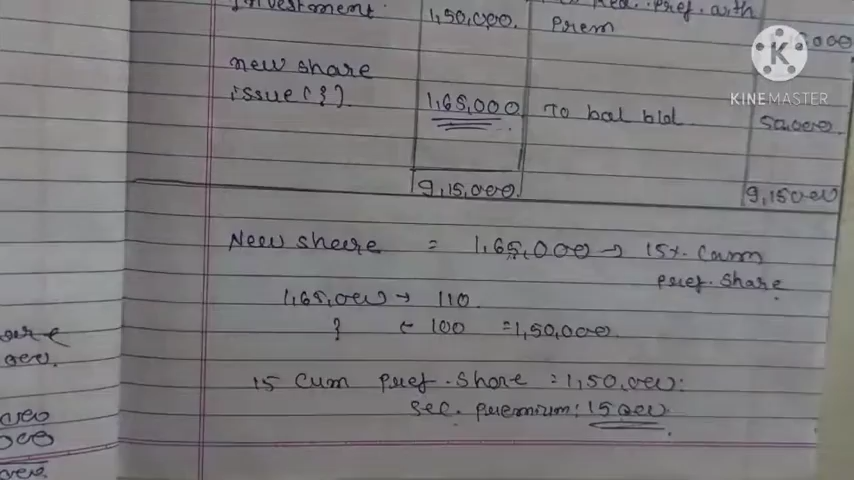 Investment. 1,50,000. Prem
new share
issue (?) 1,65,000 To bal b/d 50,000
9,15,000. 9,15000
New share = 1,65,000 → 15% Cum
pref. Share
1,65,000 → 110
? ← 100 = 1,50,000
15 Cum pref. Share = 1,50,000:
sec. premium: 15000
K
KINEMASTER